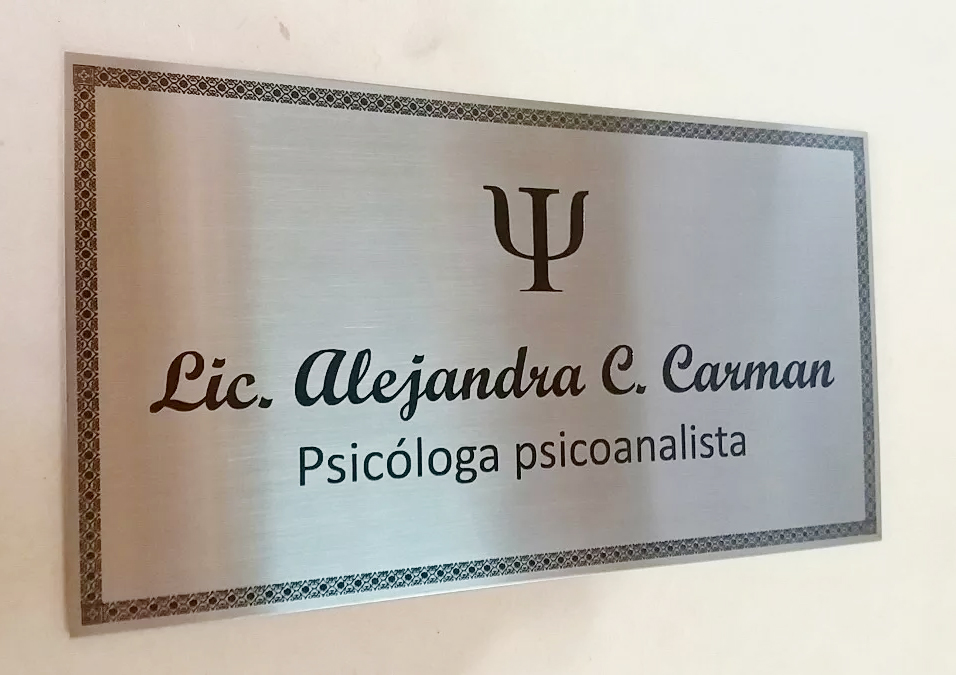 Ψ
Lic. Alejandra C. Carman
Psicóloga psicoanalista